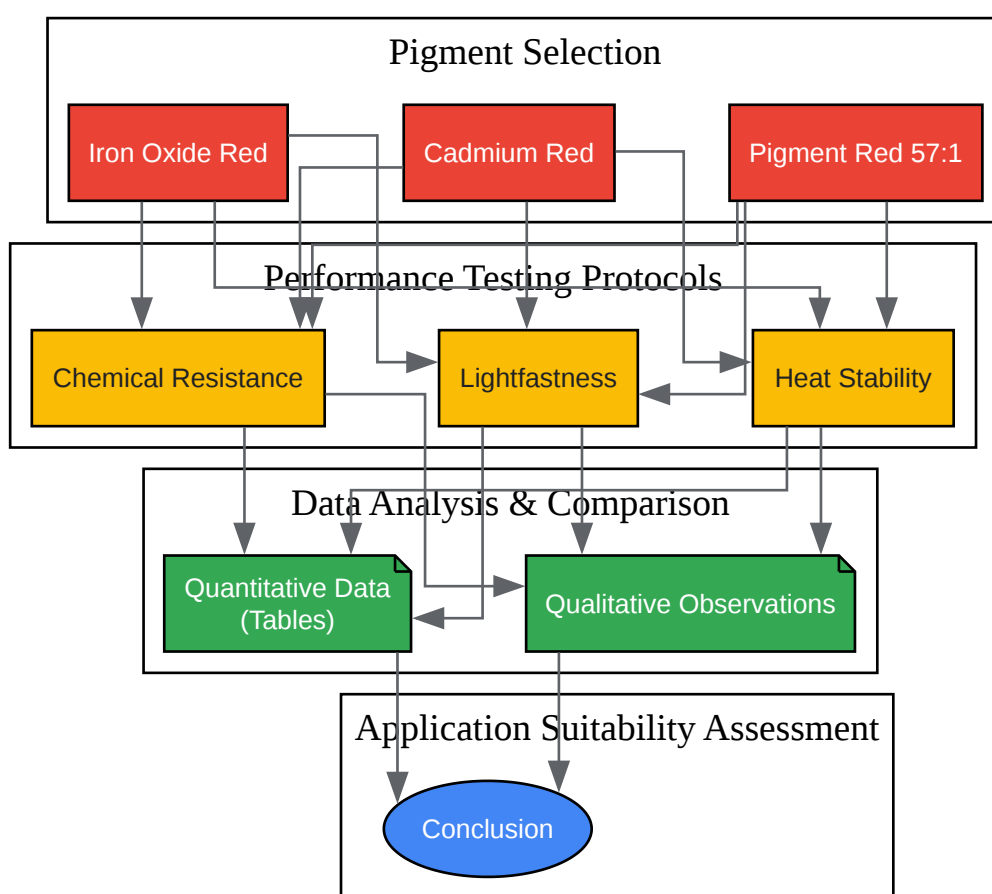 Pigment Selection
Iron Oxide Red
Cadmium Red
Pigment Red 57:1
Performance Testing Protocols
Chemical Resistance
Lightfastness
Heat Stability
Data Analysis & Comparison
Quantitative Data
(Tables)
Qualitative Observations
Application Suitability Assessment
Conclusion